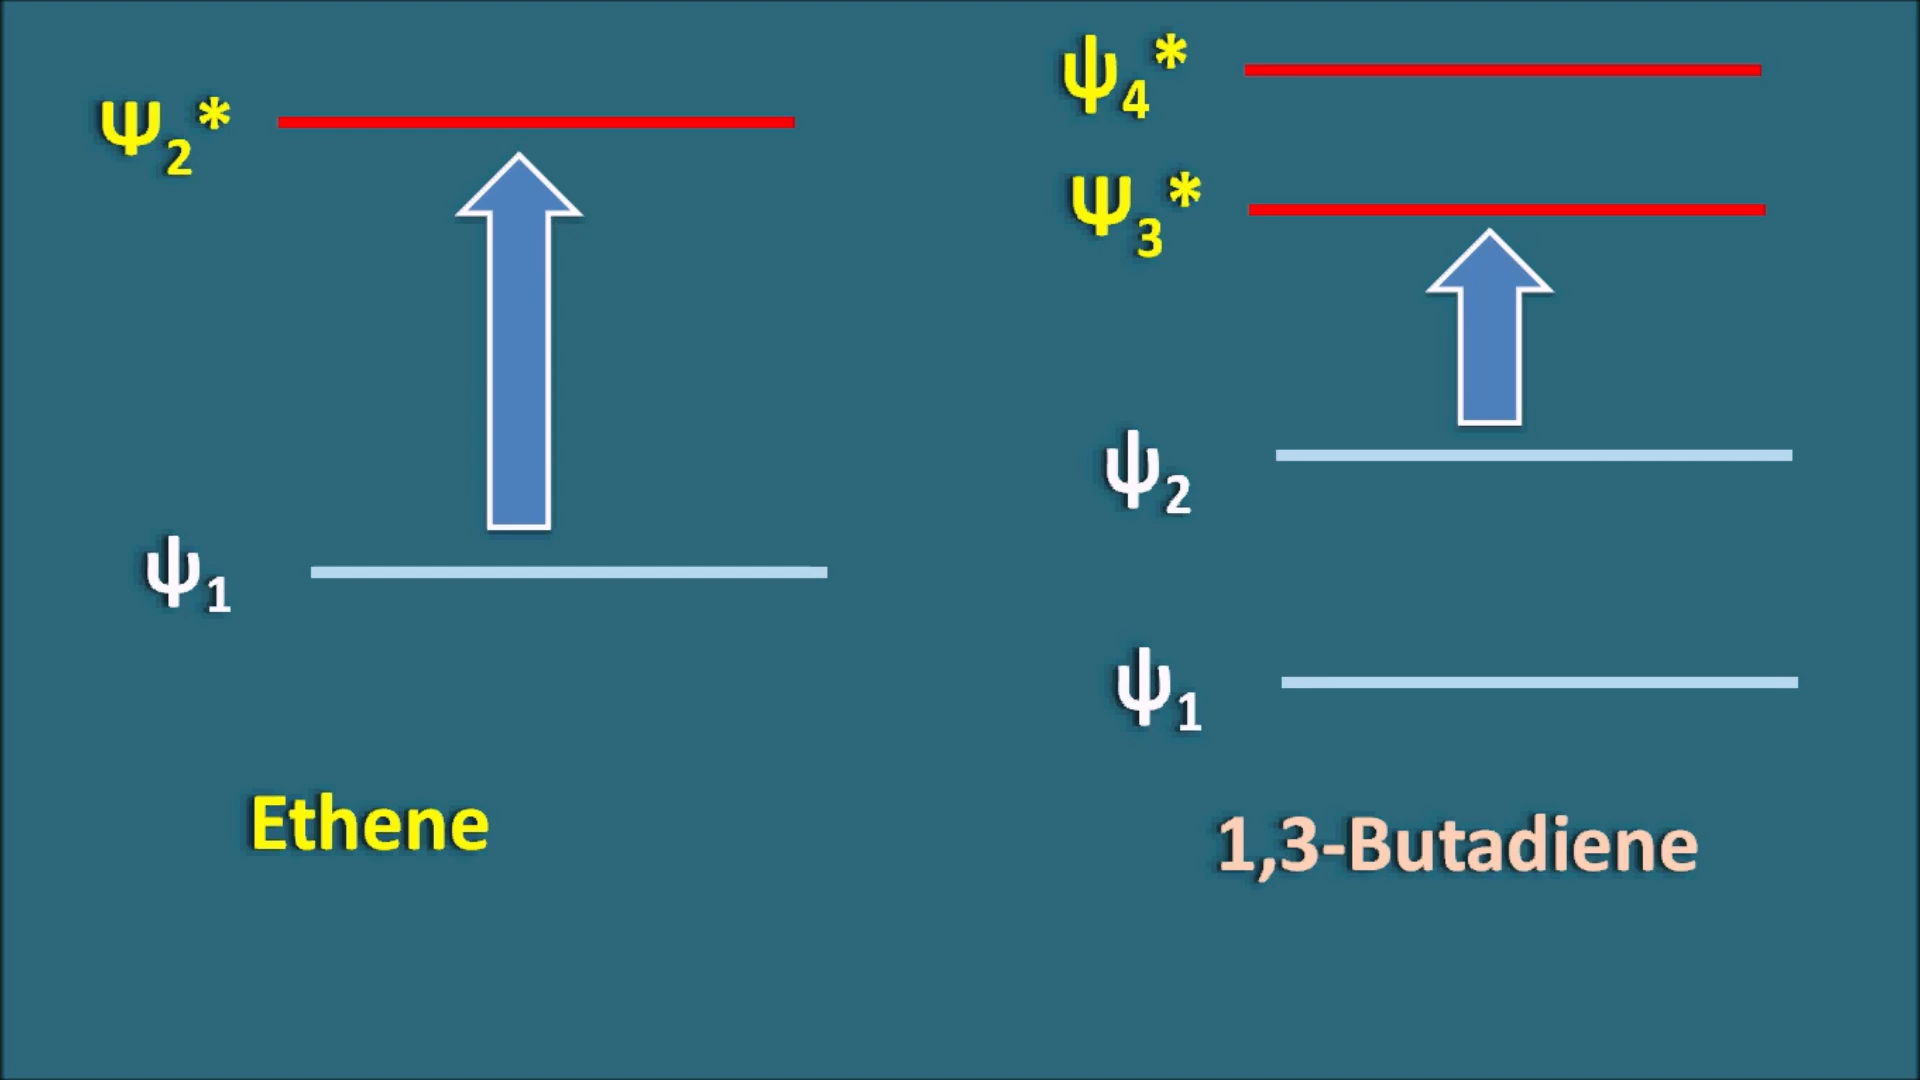 ψ₂*
ψ₁
Ethene
ψ₄*
ψ₃*
ψ₂
ψ₁
1,3-Butadiene